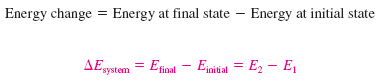 Energy change = Energy at final state − Energy at initial state
ΔE_system = E_final − E_initial = E_2 − E_1